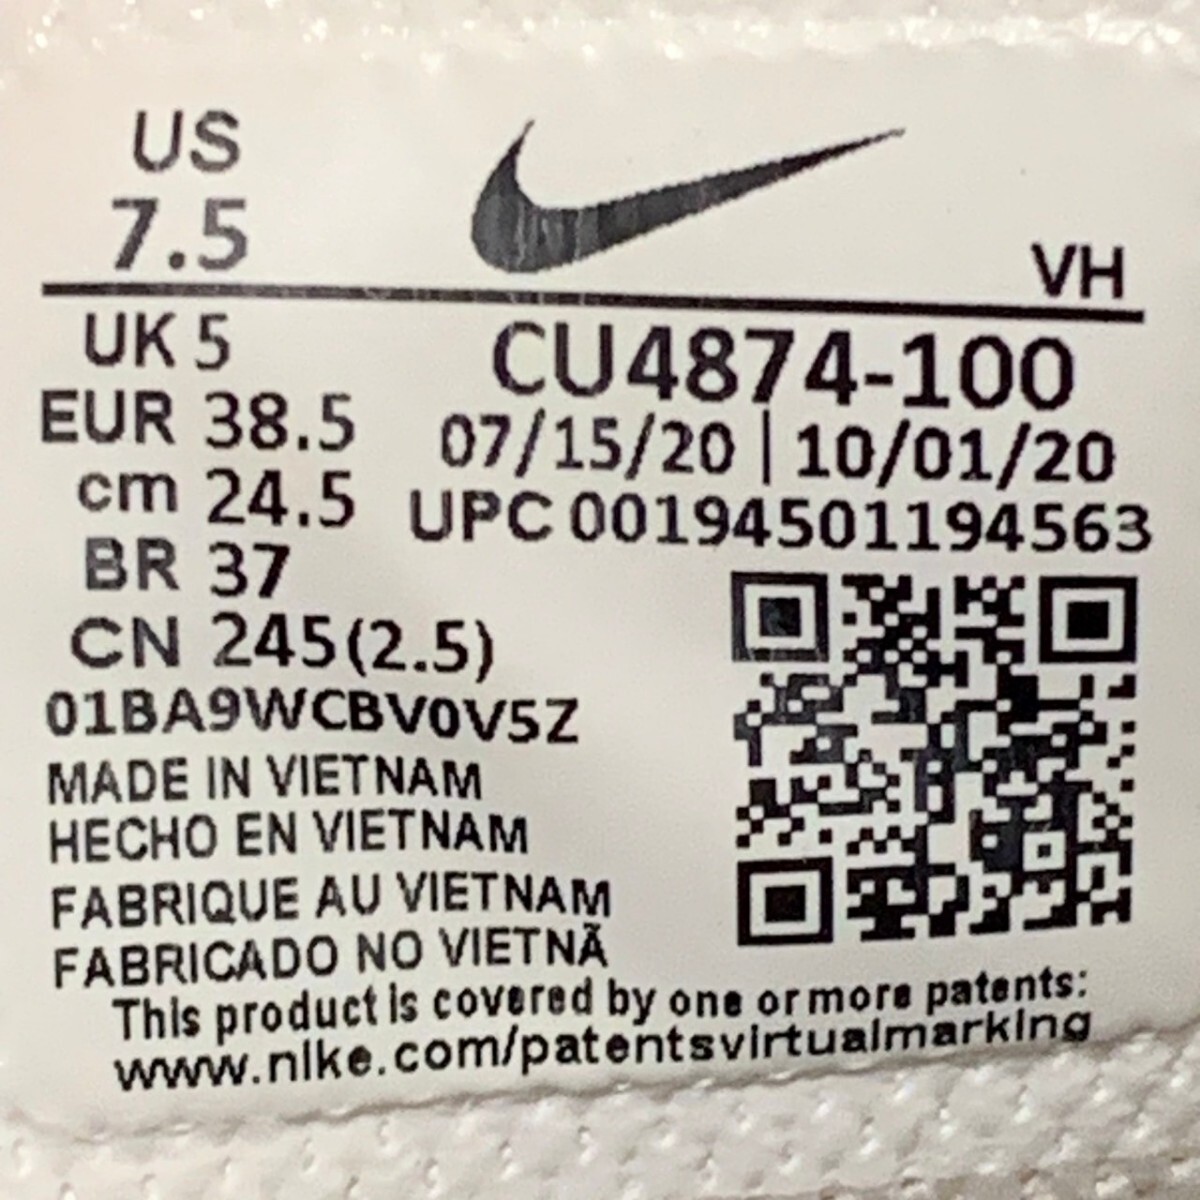 US
7.5
VH
UK 5
EUR 38.5
cm 24.5
BR 37
CN 245(2.5)
CU4874-100
07/15/20 | 10/01/20
UPC 00194501194563
01BA9WCBV0V5Z
MADE IN VIETNAM
HECHO EN VIETNAM
FABRIQUE AU VIETNAM
FABRICADO NO VIETNÃ
This product is covered by one or more patents:
www.nike.com/patentsvirtualmarking